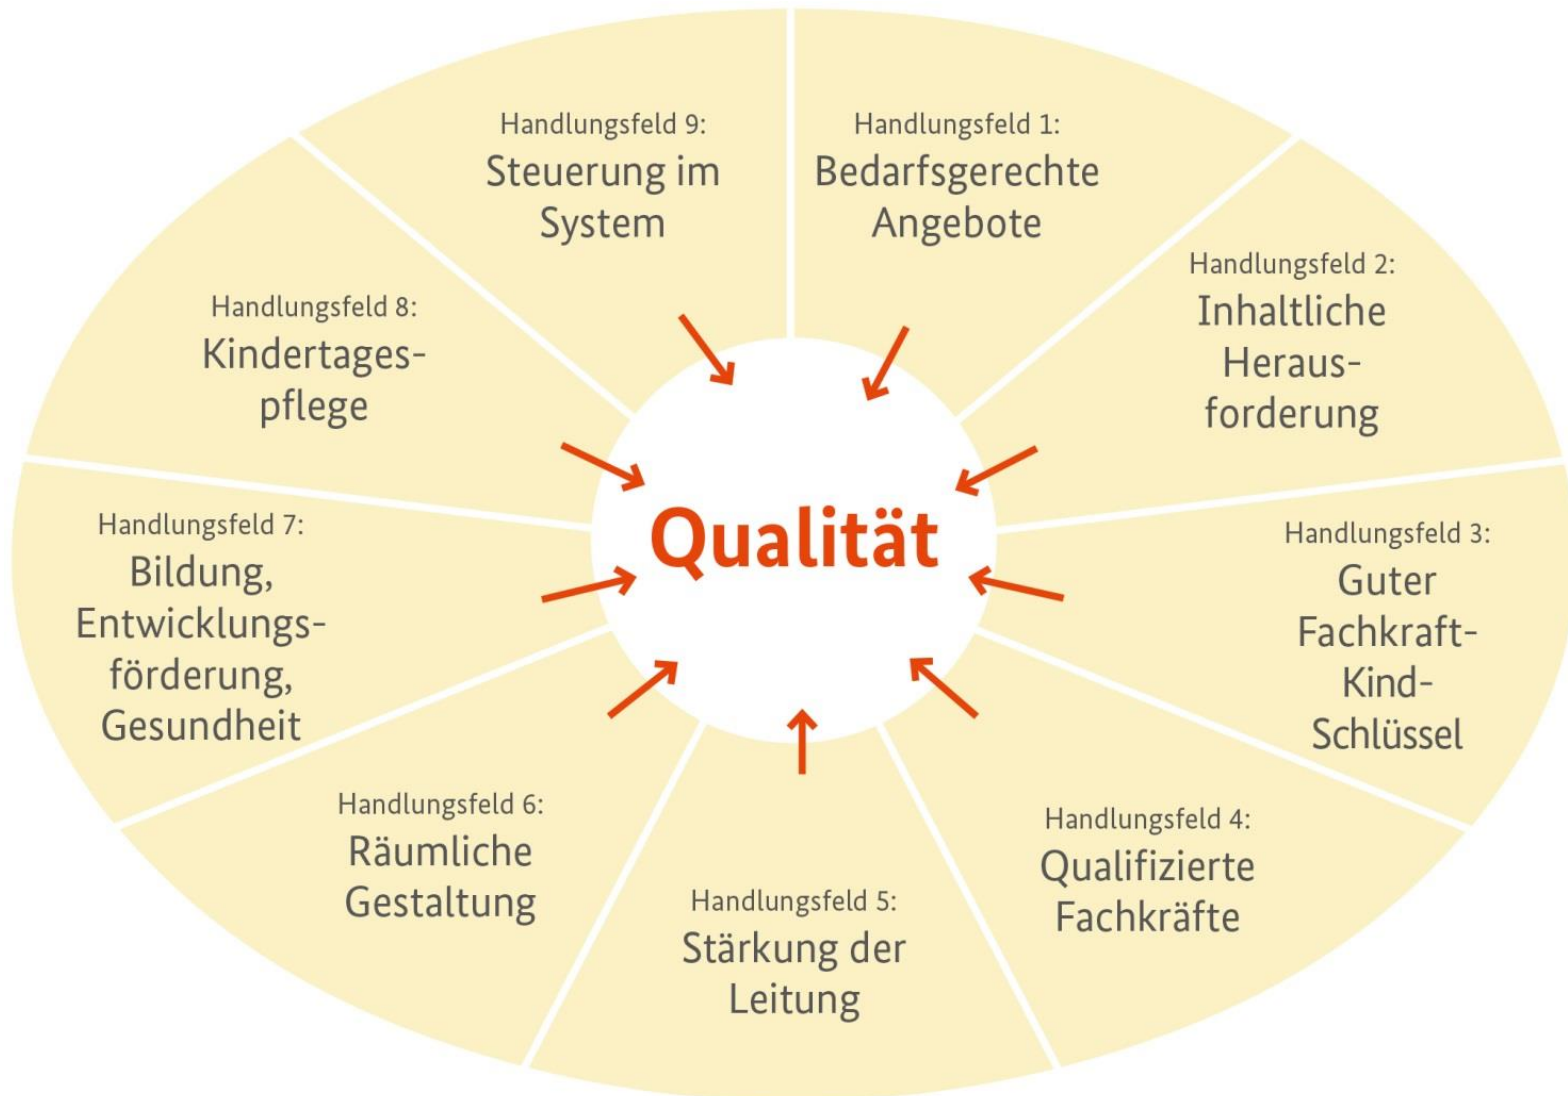 Handlungsfeld 1:
Bedarfsgerechte
Angebote
Handlungsfeld 2:
Inhaltliche
Heraus-
forderung
Handlungsfeld 3:
Guter
Fachkraft-
Kind-
Schlüssel
Handlungsfeld 4:
Qualifizierte
Fachkräfte
Handlungsfeld 5:
Stärkung der
Leitung
Handlungsfeld 6:
Räumliche
Gestaltung
Handlungsfeld 7:
Bildung,
Entwicklungs-
förderung,
Gesundheit
Handlungsfeld 8:
Kindertages-
pflege
Handlungsfeld 9:
Steuerung im
System
Qualität